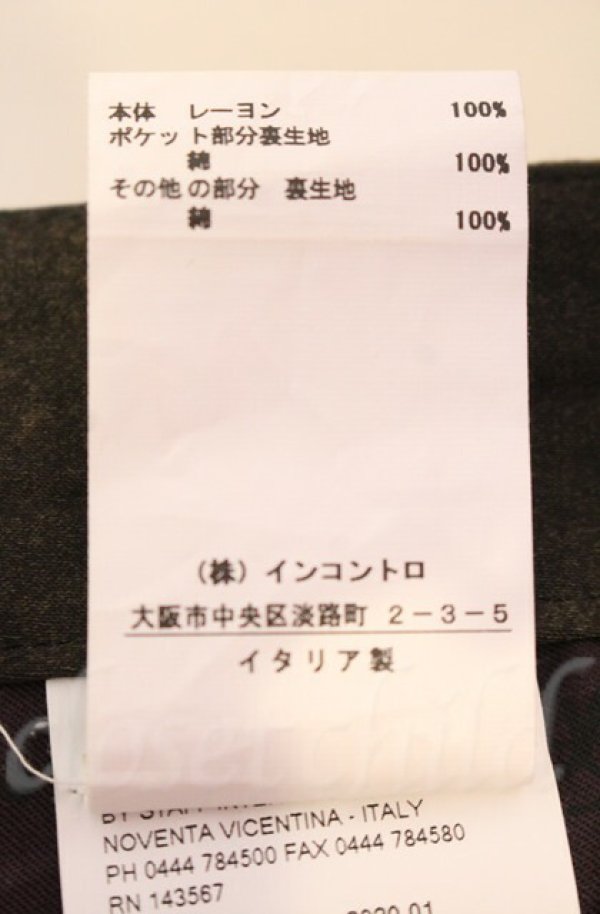 本体 レーヨン 100%
ポケット部分裏生地
綿 100%
その他の部分 裏生地
綿 100%
(株)インコントロ
大阪市中央区淡路町 2-3-5
イタリア製
closet child
NOVENTA VICENTINA - ITALY
PH 0444 784500 FAX 0444 784580
RN 143567